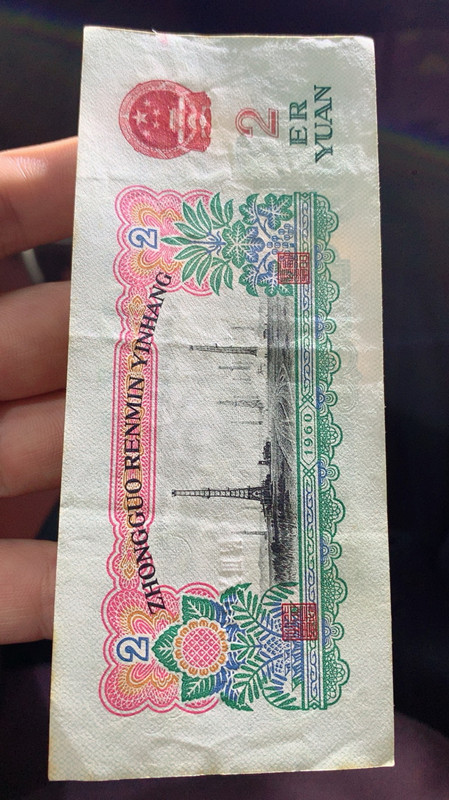 ZHONGGUO RENMIN YINHANG
2
2
2
ER
YUAN
1960